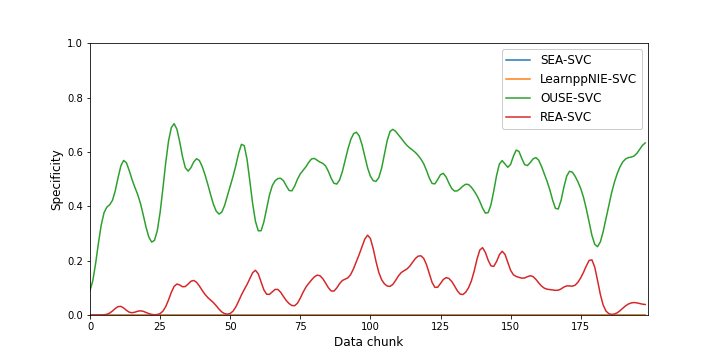 1.0
0.8
0.6
0.4
0.2
0.0
Specificity
SEA-SVC
LearnppNIE-SVC
OUSE-SVC
REA-SVC
0 25 50 75 100 125 150 175
Data chunk